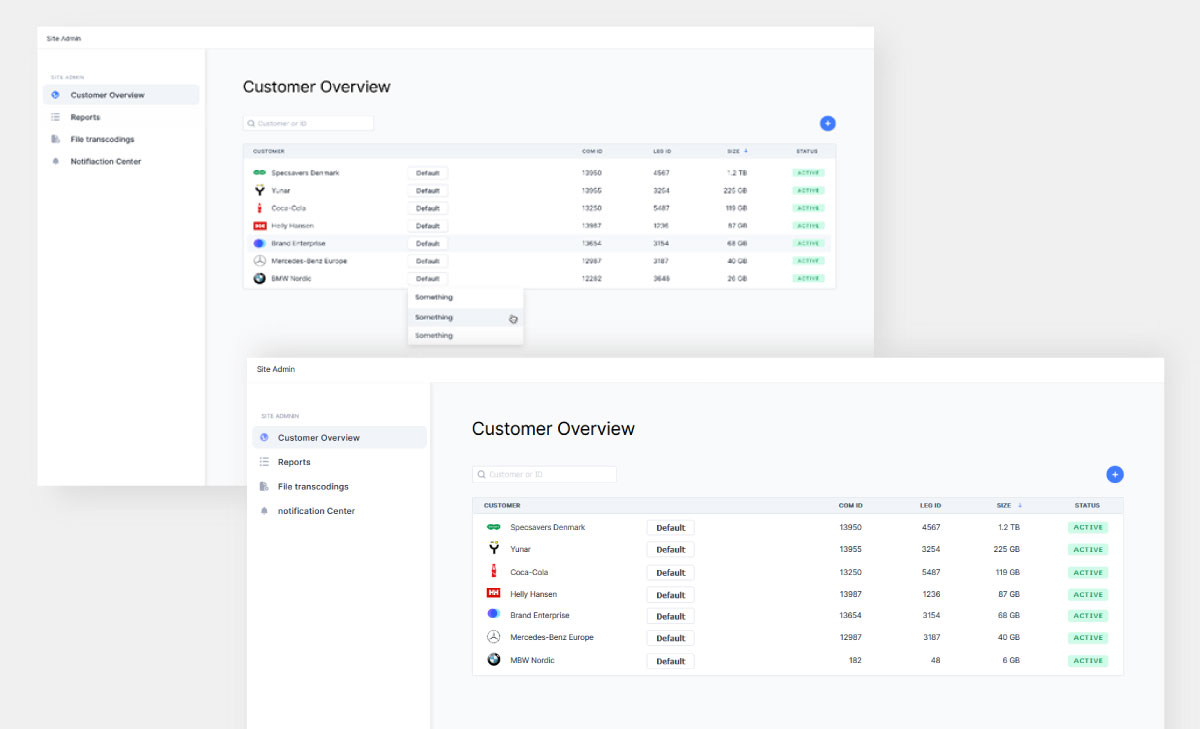 Site Admin
SITE ADMIN
Customer Overview
Reports
File transcodings
Notifiaction Center
Customer Overview
Customer or ID
CUSTOMER COM ID LEG ID SIZE STATUS
Specsavers Denmark Default 13950 4567 1.2 TB ACTIVE
Yunar Default 13955 3254 225 GB ACTIVE
Coca-Cola Default 13250 5487 119 GB ACTIVE
HH Helly Hansen Default 13987 1236 87 GB ACTIVE
Brand Enterprise Default 13654 3154 68 GB ACTIVE
Mercedes-Benz Europe Default 12987 3187 40 GB ACTIVE
BMW Nordic Default 12282 3648 26 GB ACTIVE
Something
Something
Something
Site Admin
SITE ADMNIN
Customer Overview
Reports
File transcodings
notification Center
Customer Overview
Customer or ID
CUSTOMER COM ID LEG ID SIZE STATUS
Specsavers Denmark Default 13950 4567 1.2 TB ACTIVE
Yunar Default 13955 3254 225 GB ACTIVE
Coca-Cola Default 13250 5487 119 GB ACTIVE
HH Helly Hansen Default 13987 1236 87 GB ACTIVE
Brand Enterprise Default 13654 3154 68 GB ACTIVE
Mercedes-Benz Europe Default 12987 3187 40 GB ACTIVE
MBW Nordic Default 182 48 6 GB ACTIVE